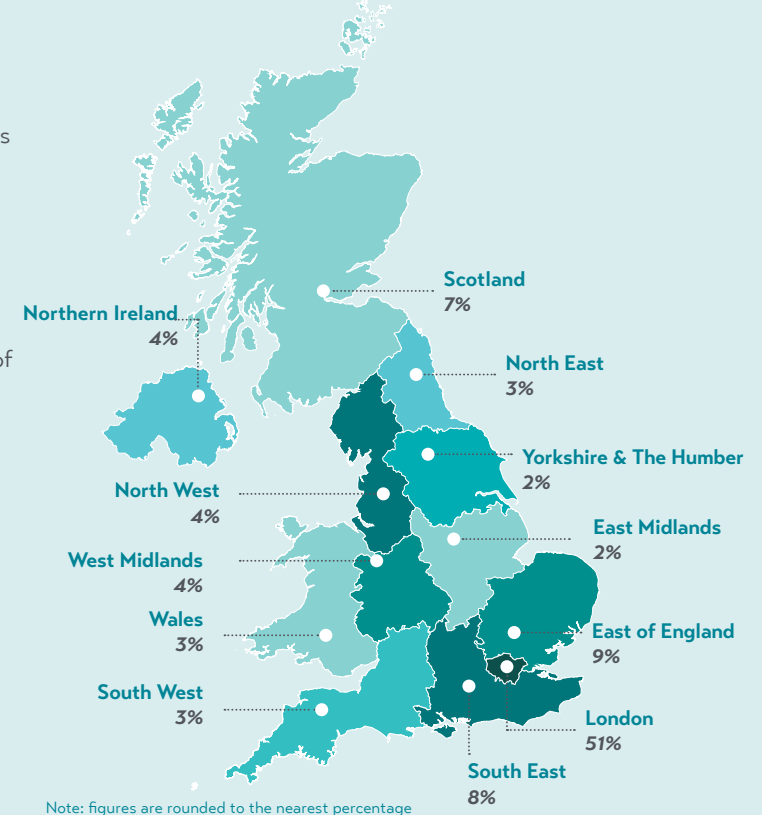 s
Scotland
7%
Northern Ireland
4%
of
North East
3%
Yorkshire & The Humber
2%
North West
4%
East Midlands
2%
West Midlands
4%
Wales
3%
East of England
9%
South West
3%
London
51%
South East
8%
Note: figures are rounded to the nearest percentage